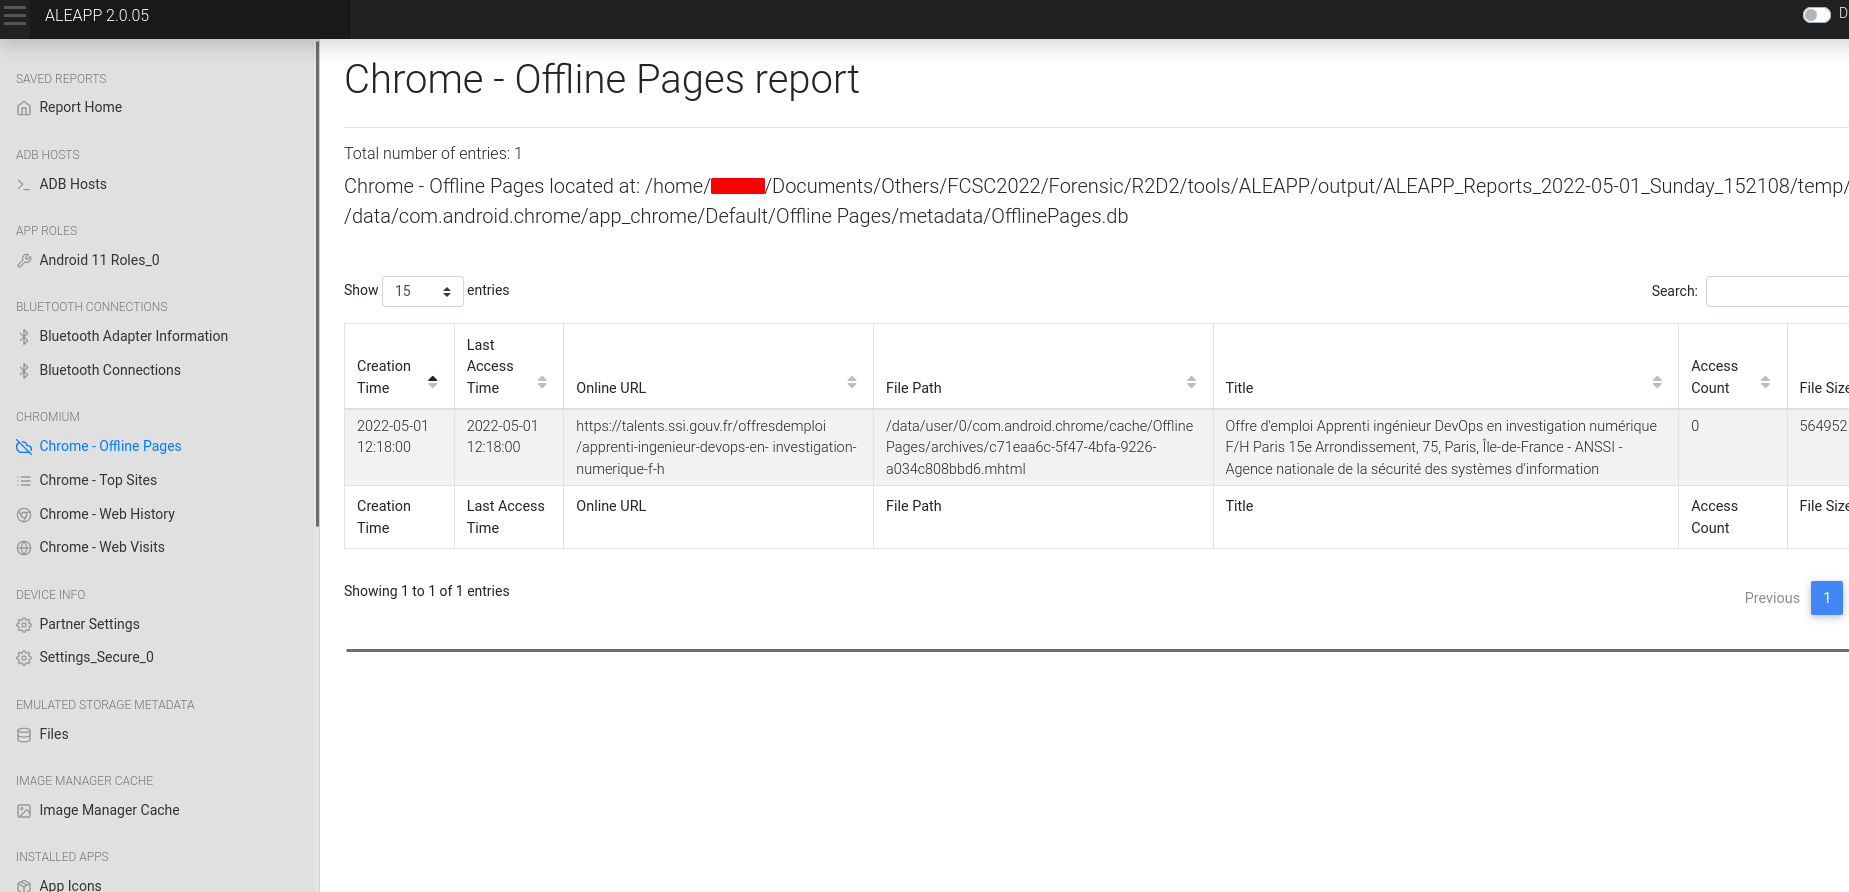 ALEAPP 2.0.05
D
SAVED REPORTS
Report Home
ADB HOSTS
ADB Hosts
APP ROLES
Android 11 Roles_0
BLUETOOTH CONNECTIONS
Bluetooth Adapter Information
Bluetooth Connections
CHROMIUM
Chrome - Offline Pages
Chrome - Top Sites
Chrome - Web History
Chrome - Web Visits
DEVICE INFO
Partner Settings
Settings_Secure_0
EMULATED STORAGE METADATA
Files
IMAGE MANAGER CACHE
Image Manager Cache
INSTALLED APPS
App Icons
Chrome - Offline Pages report
Total number of entries: 1
Chrome - Offline Pages located at: /home/ /Documents/Others/FCSC2022/Forensic/R2D2/tools/ALEAPP/output/ALEAPP_Reports_2022-05-01_Sunday_152108/temp/
/data/com.android.chrome/app_chrome/Default/Offline Pages/metadata/OfflinePages.db
Show 15 entries
Search:
Creation
Time
Last
Access
Time
Online URL
File Path
Title
Access
Count
File Size
2022-05-01
12:18:00
2022-05-01
12:18:00
https://talents.ssi.gouv.fr/offresdemploi
/apprenti-ingenieur-devops-en- investigation-
numerique-f-h
/data/user/0/com.android.chrome/cache/Offline
Pages/archives/c71eaa6c-5f47-4bfa-9226-
a034c808bbd6.mhtml
Offre d'emploi Apprenti ingénieur DevOps en investigation numérique
F/H Paris 15e Arrondissement, 75, Paris, Île-de-France - ANSSI -
Agence nationale de la sécurité des systèmes d'information
0
564952
Creation
Time
Last Access
Time
Online URL
File Path
Title
Access
Count
File Size
Showing 1 to 1 of 1 entries
Previous
1